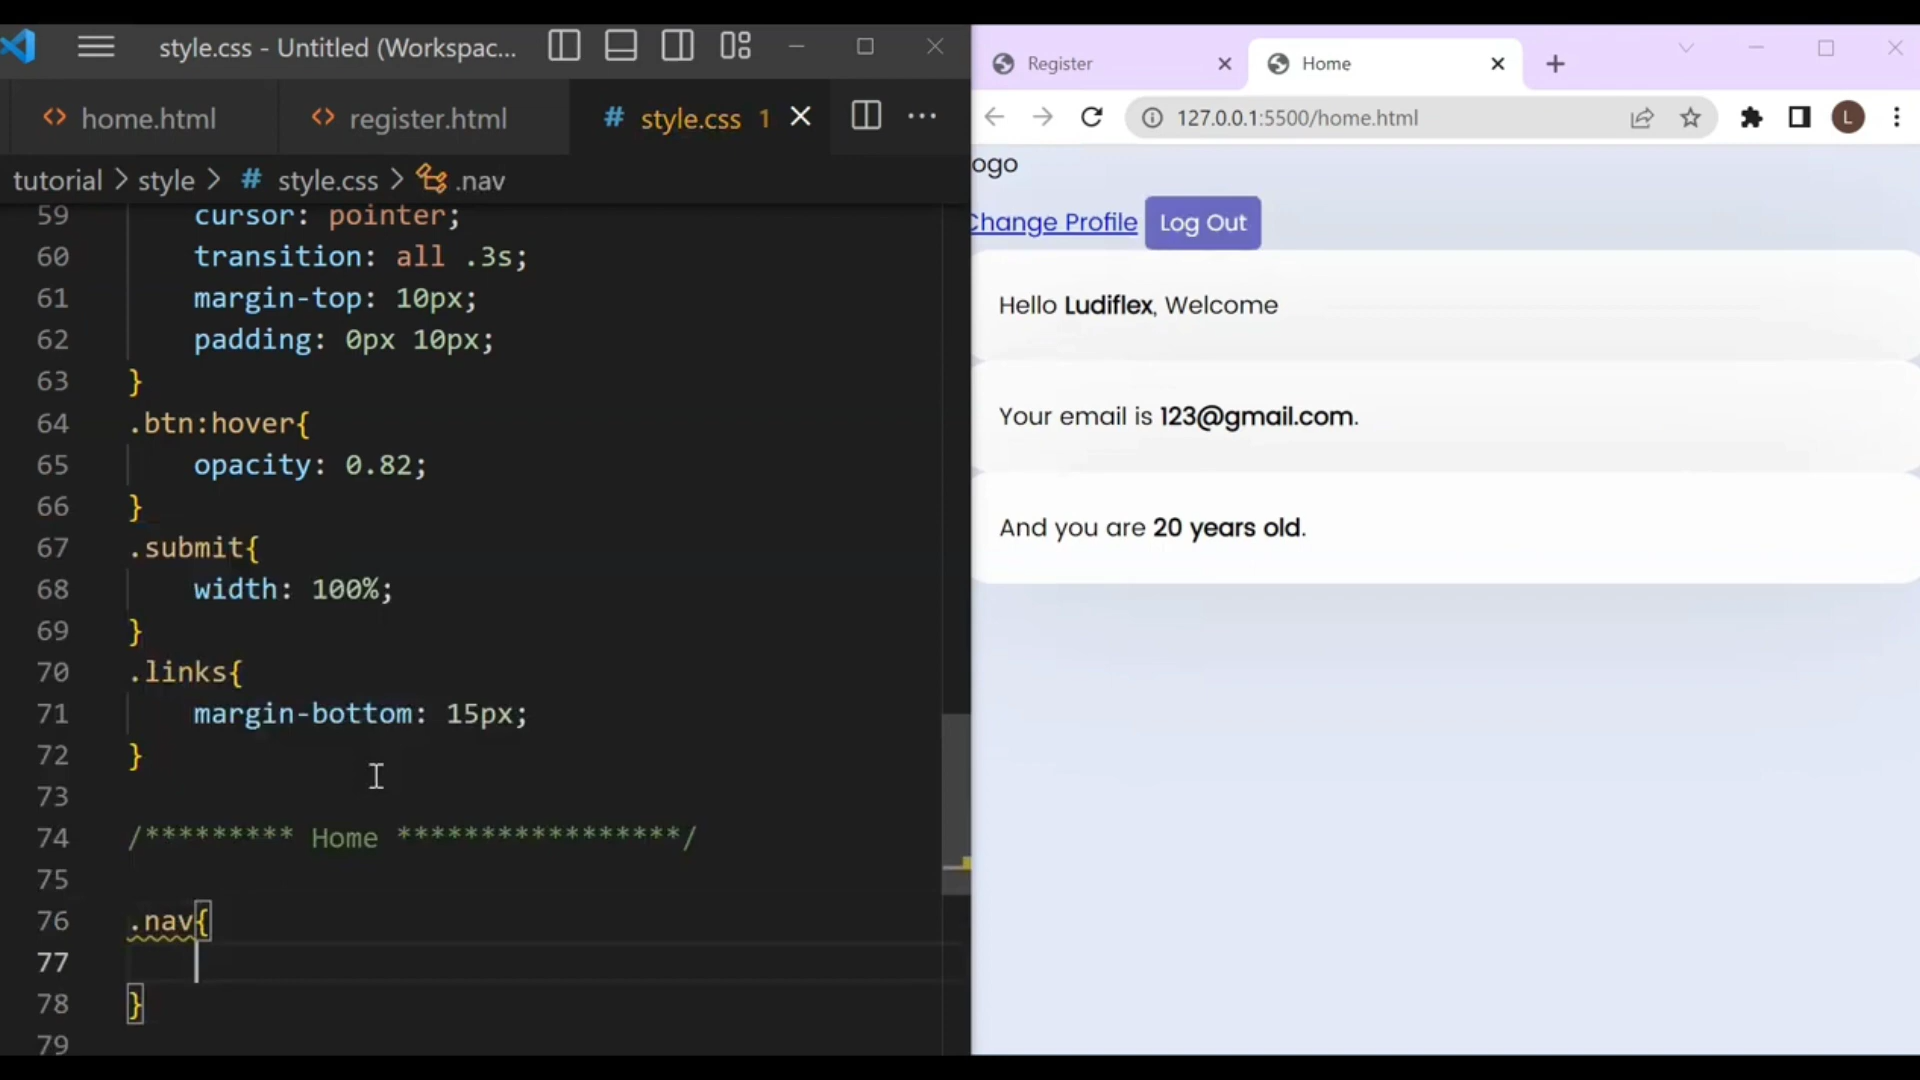 style.css - Untitled (Workspac...
home.html
register.html
# style.css 1
tutorial > style > # style.css > .nav
59 cursor: pointer;
60 transition: all .3s;
61 margin-top: 10px;
62 padding: 0px 10px;
63 }
64 .btn:hover{
65 opacity: 0.82;
66 }
67 .submit{
68 width: 100%;
69 }
70 .links{
71 margin-bottom: 15px;
72 }
73
74 /********* Home *****************/
75
76 .nav{
77
78 }
79
Register
Home
127.0.0.1:5500/home.html
L
ogo
Change Profile Log Out
Hello Ludiflex, Welcome
Your email is 123@gmail.com.
And you are 20 years old.